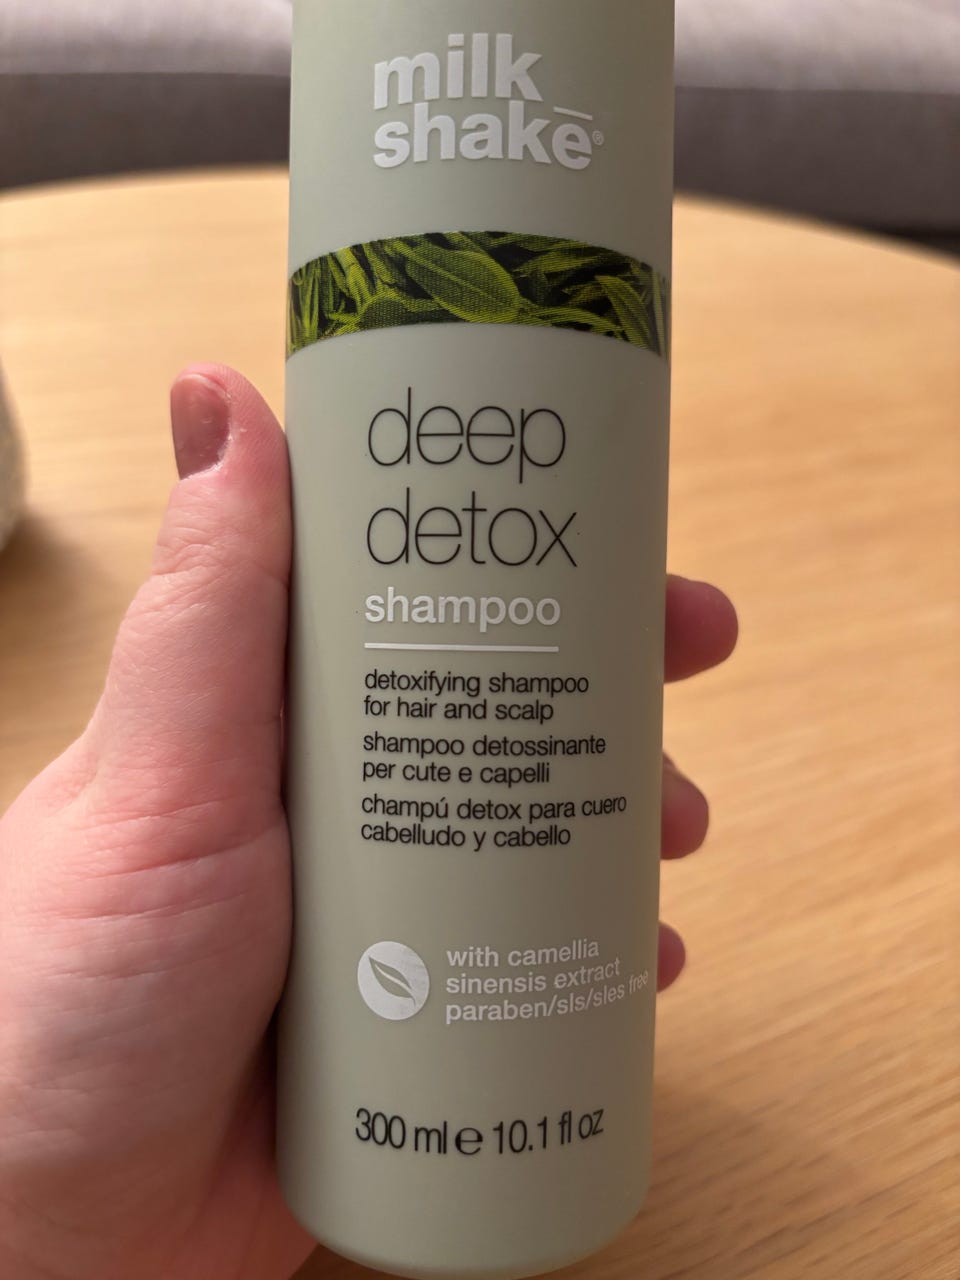 milk
shake®
deep
detox
shampoo
detoxifying shampoo
for hair and scalp
shampoo detossinante
per cute e capelli
champú detox para cuero
cabelludo y cabello
with camellia
sinensis extract
paraben/sls/sles free
300 ml e 10.1 fl oz